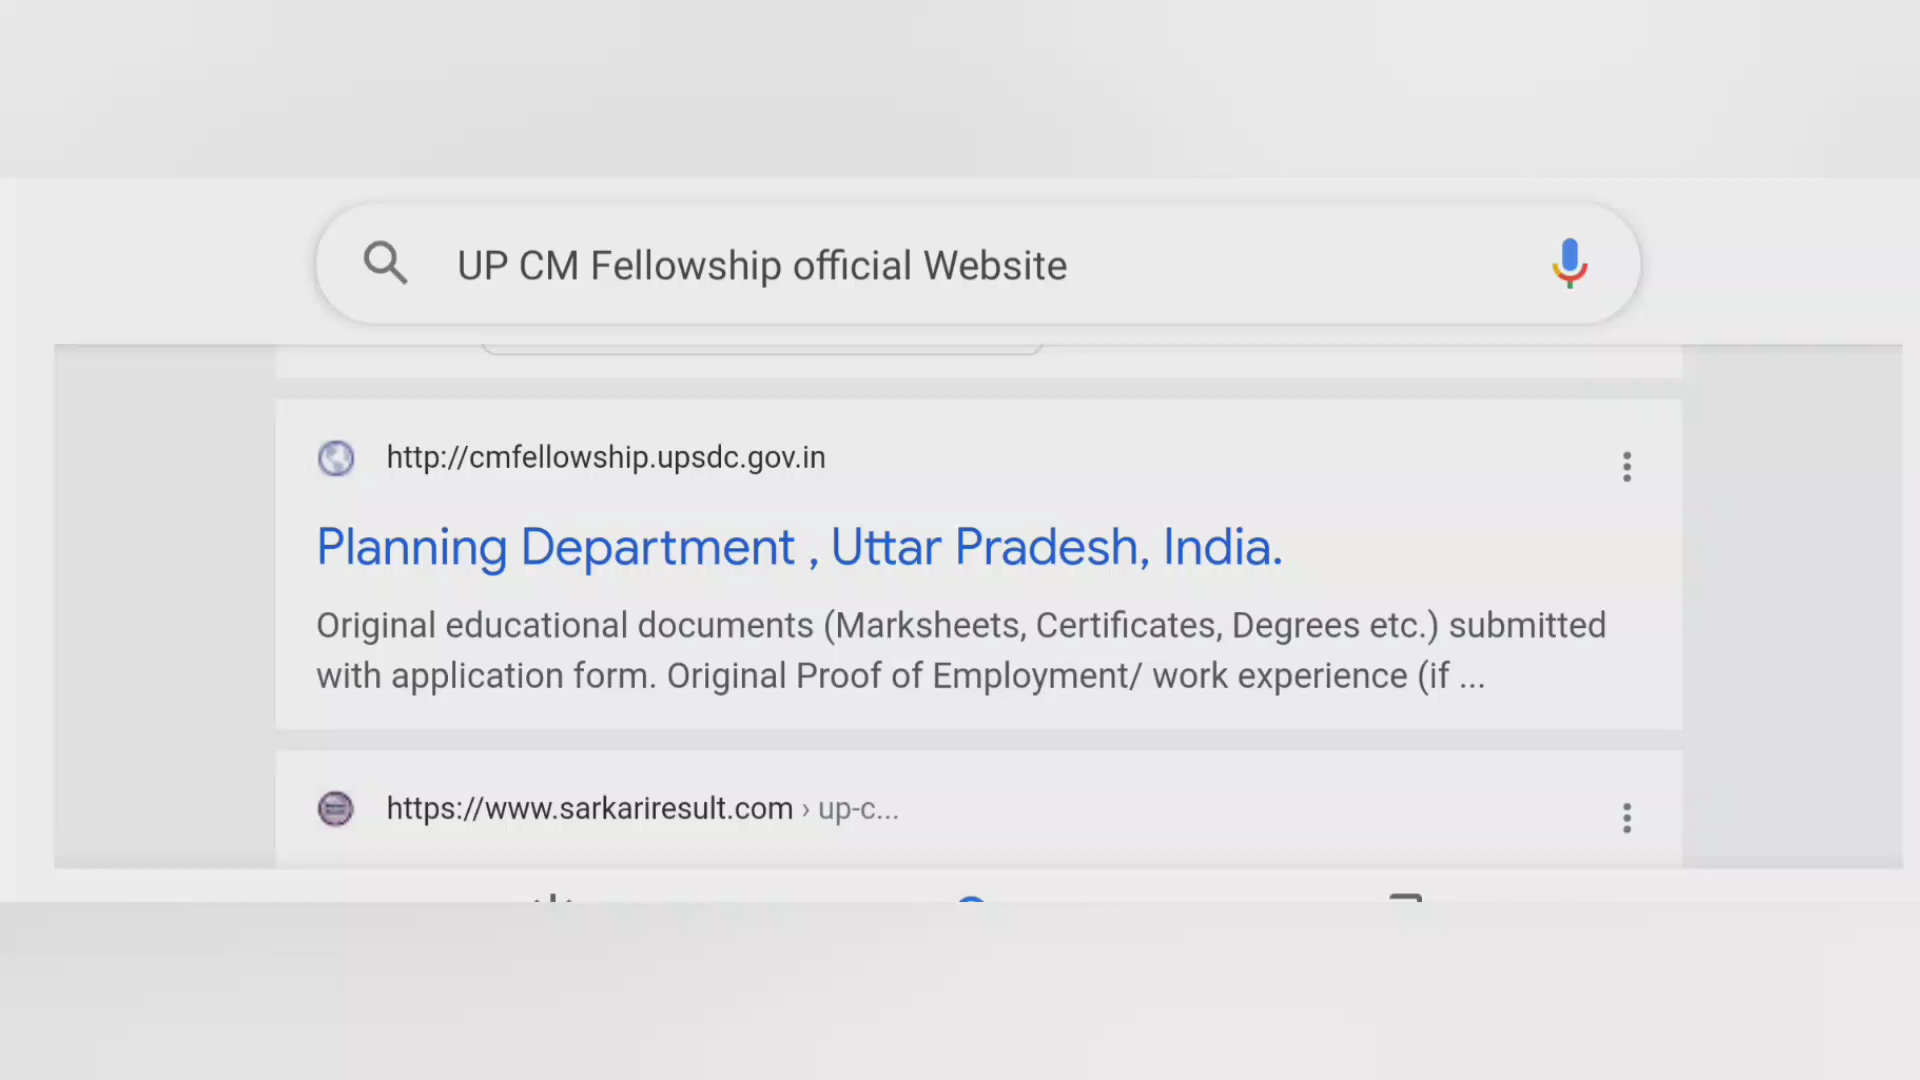 UP CM Fellowship official Website
http://cmfellowship.upsdc.gov.in
Planning Department , Uttar Pradesh, India.
Original educational documents (Marksheets, Certificates, Degrees etc.) submitted
with application form. Original Proof of Employment/ work experience (if ...
https://www.sarkariresult.com › up-c...